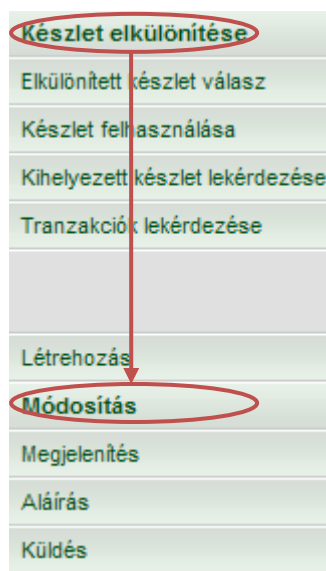 Készlet elkülönítése
Elkülönített készlet válasz
Készlet felhasználása
Kihelyezett készlet lekérdezése
Tranzakciók lekérdezése
Létrehozás
Módosítás
Megjelenítés
Aláírás
Küldés